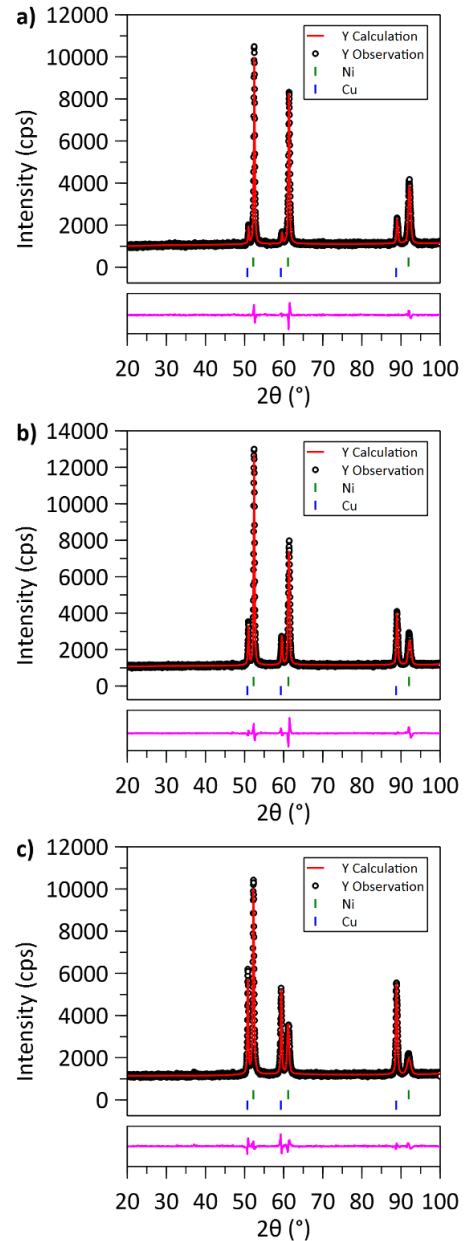 a)
12000
10000
8000
6000
4000
2000
0
Intensity (cps)
Y Calculation
Y Observation
Ni
Cu
20 30 40 50 60 70 80 90 100
2θ (°)
b)
14000
12000
10000
8000
6000
4000
2000
0
Intensity (cps)
Y Calculation
Y Observation
Ni
Cu
20 30 40 50 60 70 80 90 100
2θ (°)
c)
12000
10000
8000
6000
4000
2000
0
Intensity (cps)
Y Calculation
Y Observation
Ni
Cu
20 30 40 50 60 70 80 90 100
2θ (°)